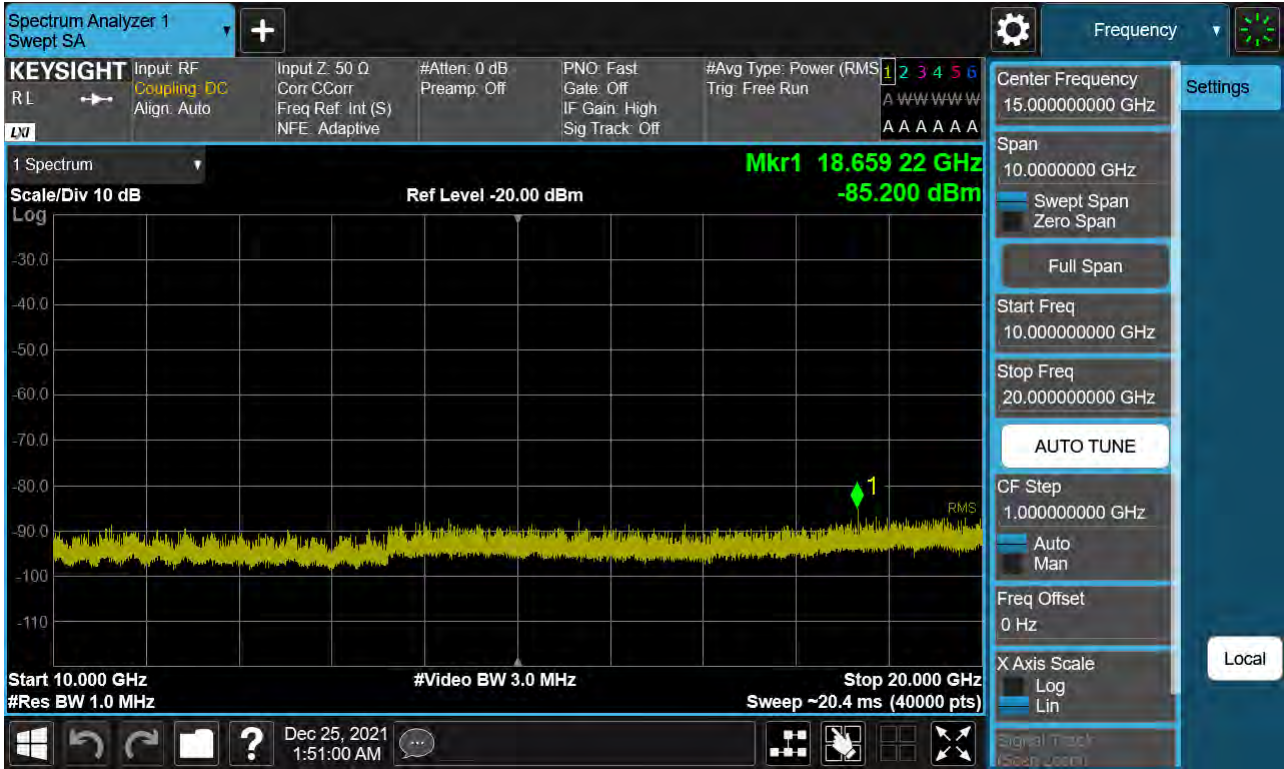 Spectrum Analyzer 1
Swept SA
Frequency
KEYSIGHT
R L
LXI
Input: RF
Coupling: DC
Align: Auto
Input Z: 50 Ω
Corr CCorr
Freq Ref: Int (S)
NFE: Adaptive
#Atten: 0 dB
Preamp: Off
PNO: Fast
Gate: Off
IF Gain: High
Sig Track: Off
#Avg Type: Power (RMS
Trig: Free Run
1 2 3 4 5 6
A W W W W W
A A A A A A
1 Spectrum
Mkr1 18.659 22 GHz
Scale/Div 10 dB
Ref Level -20.00 dBm
-85.200 dBm
Log
-30.0
-40.0
-50.0
-60.0
-70.0
-80.0
1
RMS
-90.0
-100
-110
Start 10.000 GHz
#Video BW 3.0 MHz
Stop 20.000 GHz
#Res BW 1.0 MHz
Sweep ~20.4 ms (40000 pts)
Center Frequency
15.000000000 GHz
Settings
Span
10.0000000 GHz
Swept Span
Zero Span
Full Span
Start Freq
10.000000000 GHz
Stop Freq
20.000000000 GHz
AUTO TUNE
CF Step
1.000000000 GHz
Auto
Man
Freq Offset
0 Hz
X Axis Scale
Log
Lin
Local
Signal Track
(Span Zoom)
?
Dec 25, 2021
1:51:00 AM